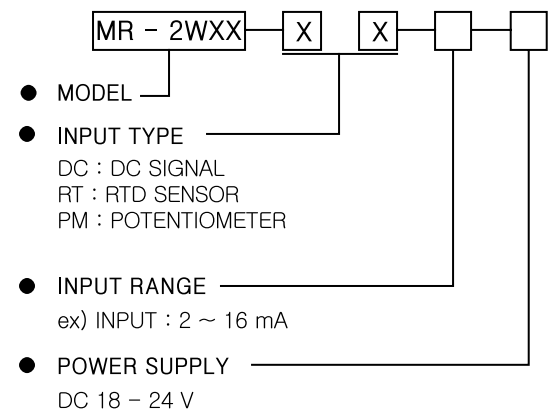 MR - 2WXX X X
● MODEL
● INPUT TYPE
DC : DC SIGNAL
RT : RTD SENSOR
PM : POTENTIOMETER
● INPUT RANGE
ex) INPUT : 2 ~ 16 mA
● POWER SUPPLY
DC 18 - 24 V